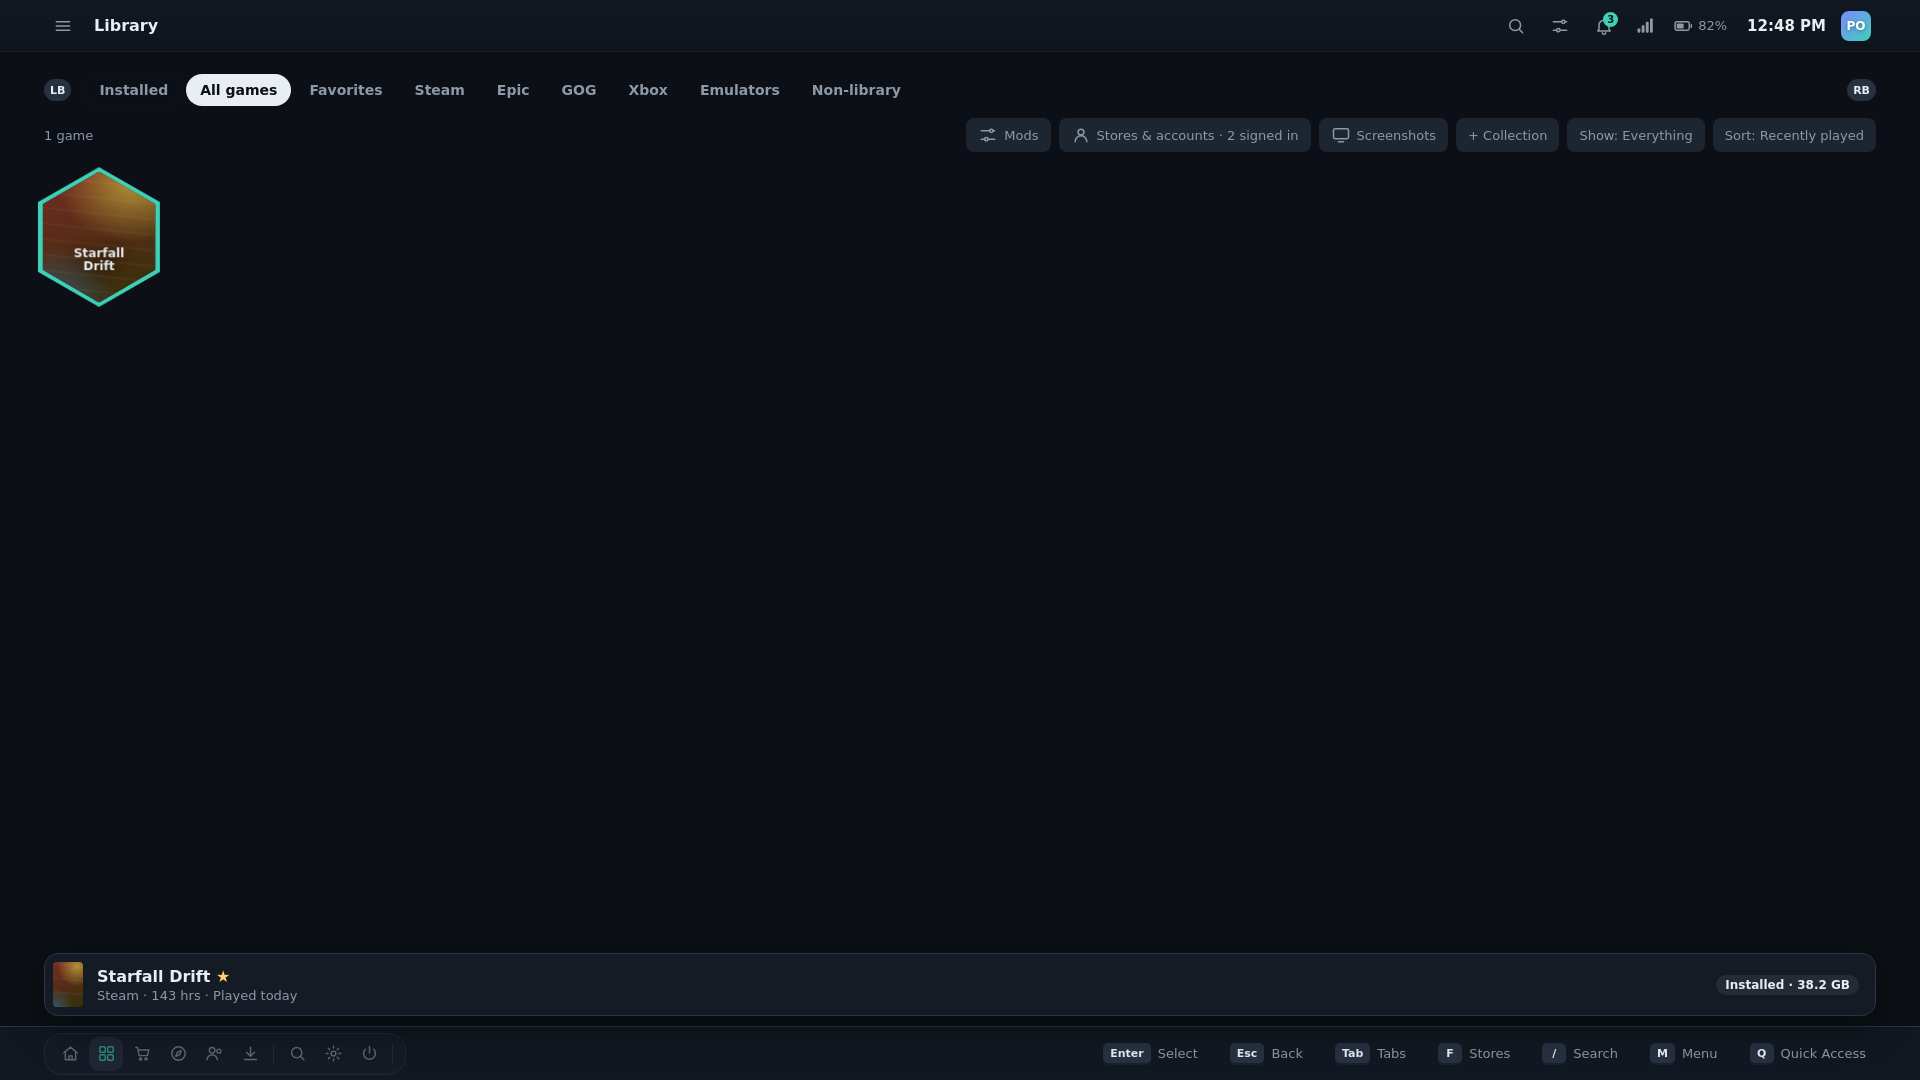 Library
3
82%
12:48 PM
PO
LB
Installed
All games
Favorites
Steam
Epic
GOG
Xbox
Emulators
Non-library
RB
1 game
Mods
Stores & accounts · 2 signed in
Screenshots
+ Collection
Show: Everything
Sort: Recently played
Starfall
Drift
Starfall Drift ★
Steam · 143 hrs · Played today
Installed · 38.2 GB
Enter Select
Esc Back
Tab Tabs
F Stores
/ Search
M Menu
Q Quick Access